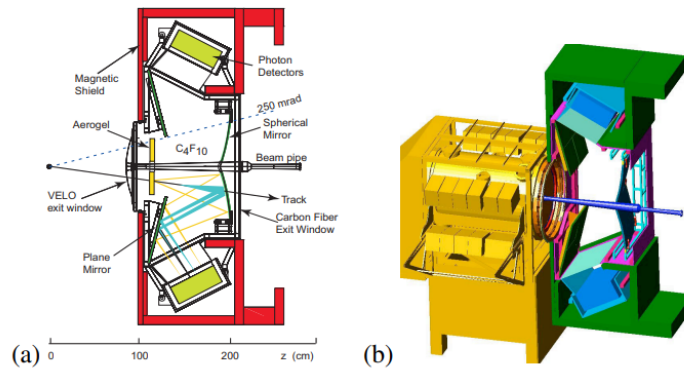 Magnetic
Shield
Photon
Detectors
250 mrad
Aerogel
C4F10
Spherical
Mirror
Beam pipe
VELO
exit window
Track
Carbon Fiber
Exit Window
Plane
Mirror
(a)
0 100 200 z (cm)
(b)